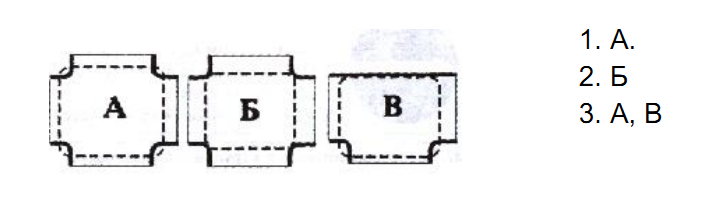 А
Б
В
1. А.
2. Б
3. А, В